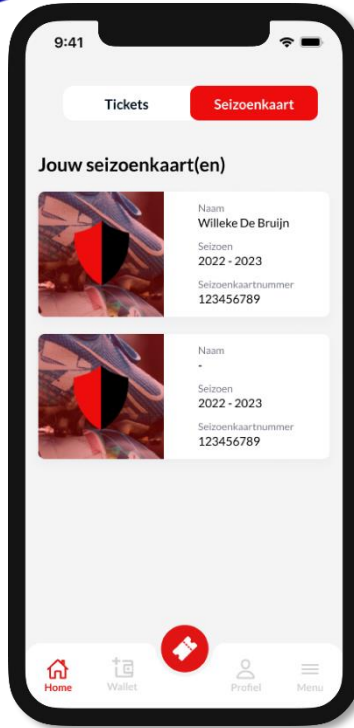 9:41
Tickets
Seizoenkaart
Jouw seizoenkaart(en)
Naam
Willeke De Bruijn
Seizoen
2022 - 2023
Seizoenkaartnummer
123456789
Naam
-
Seizoen
2022 - 2023
Seizoenkaartnummer
123456789
Home
Wallet
Profiel
Menu